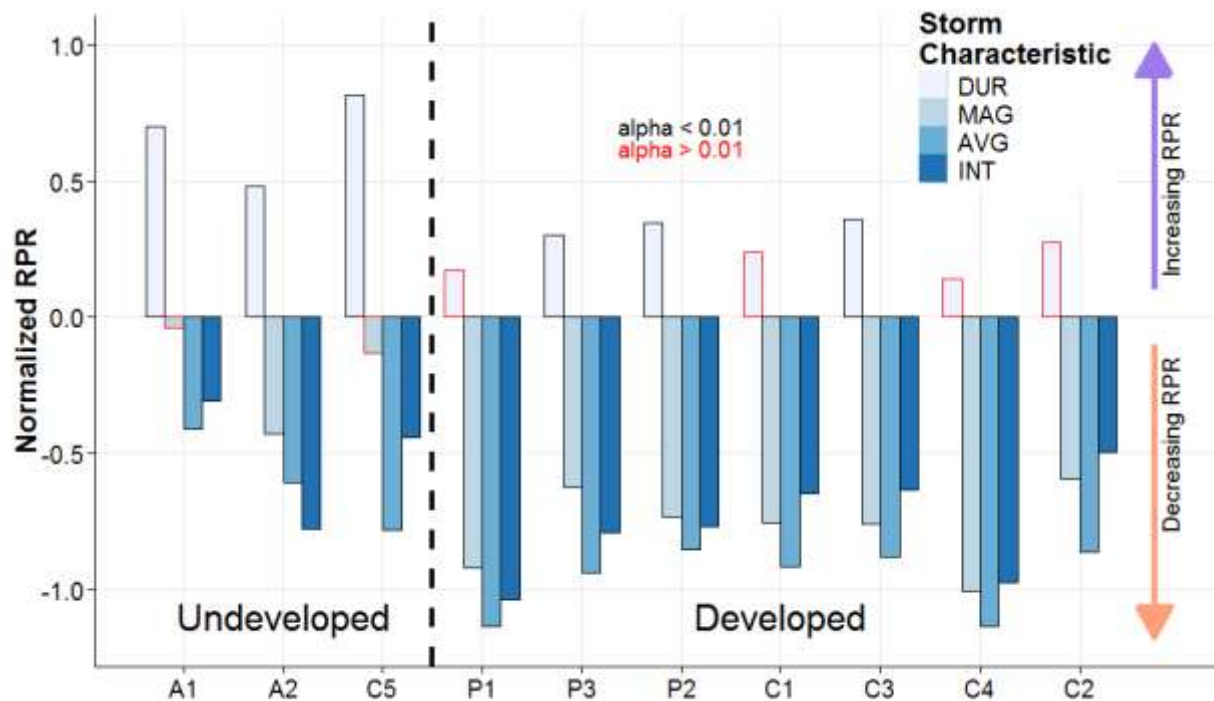 Storm
Characteristic
DUR
MAG
AVG
INT
alpha < 0.01
alpha > 0.01
Increasing RPR
Decreasing RPR
Normalized RPR
1.0
0.5
0.0
-0.5
-1.0
Undeveloped
Developed
A1 A2 C5 P1 P3 P2 C1 C3 C4 C2